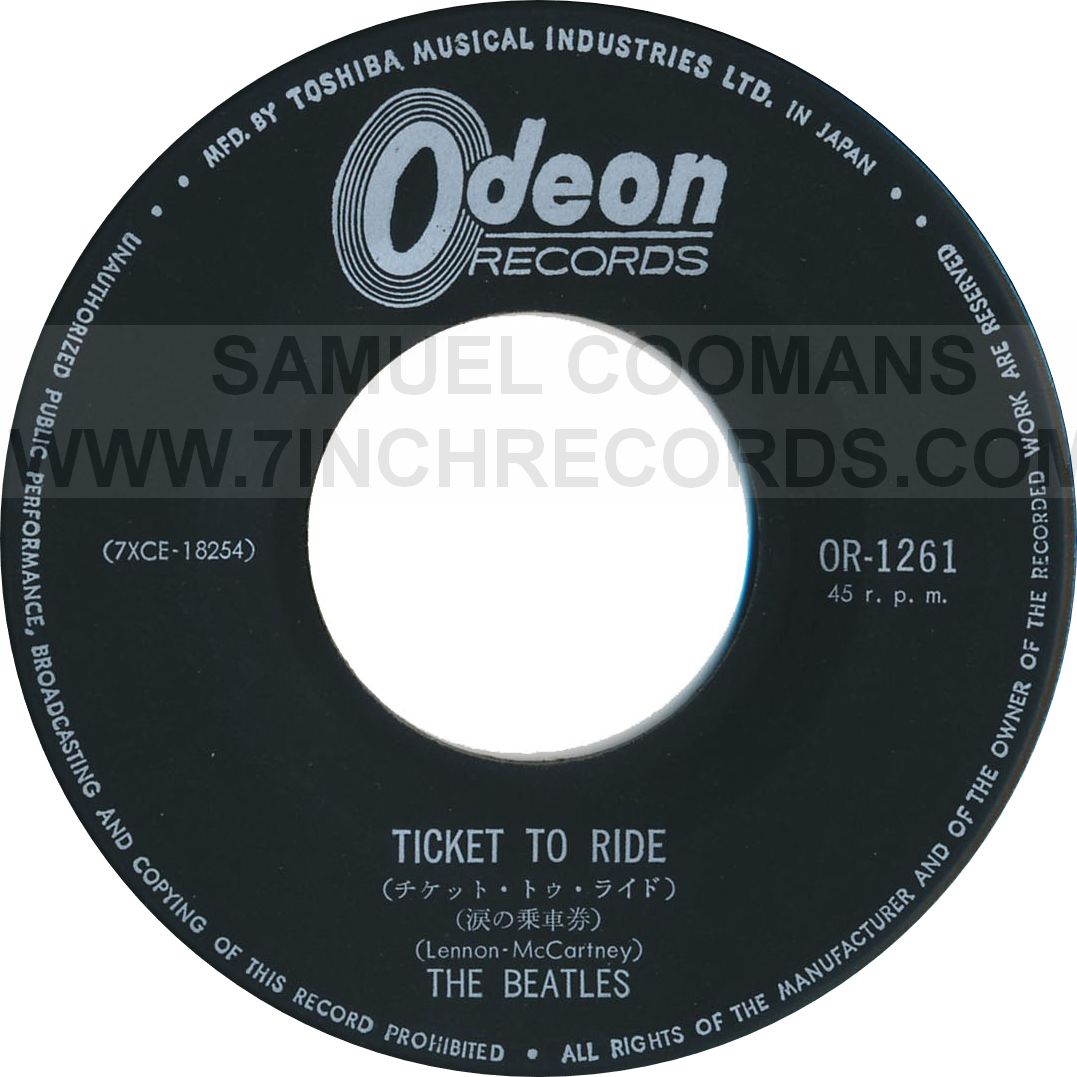 MFD. BY TOSHIBA MUSICAL INDUSTRIES LTD. IN JAPAN
Odeon
RECORDS
SAMUEL COOMANS
WWW.7INCHRECORDS.COM
(7XCE-18254)
OR-1261
45 r. p. m.
TICKET TO RIDE
(チケット・トゥ・ライド)
(涙の乗車券)
(Lennon-McCartney)
THE BEATLES
UNAUTHORIZED PUBLIC PERFORMANCE, BROADCASTING AND COPYING OF THIS RECORD PROHIBITED • ALL RIGHTS OF THE MANUFACTURER AND OF THE OWNER OF THE RECORDED WORK ARE RESERVED